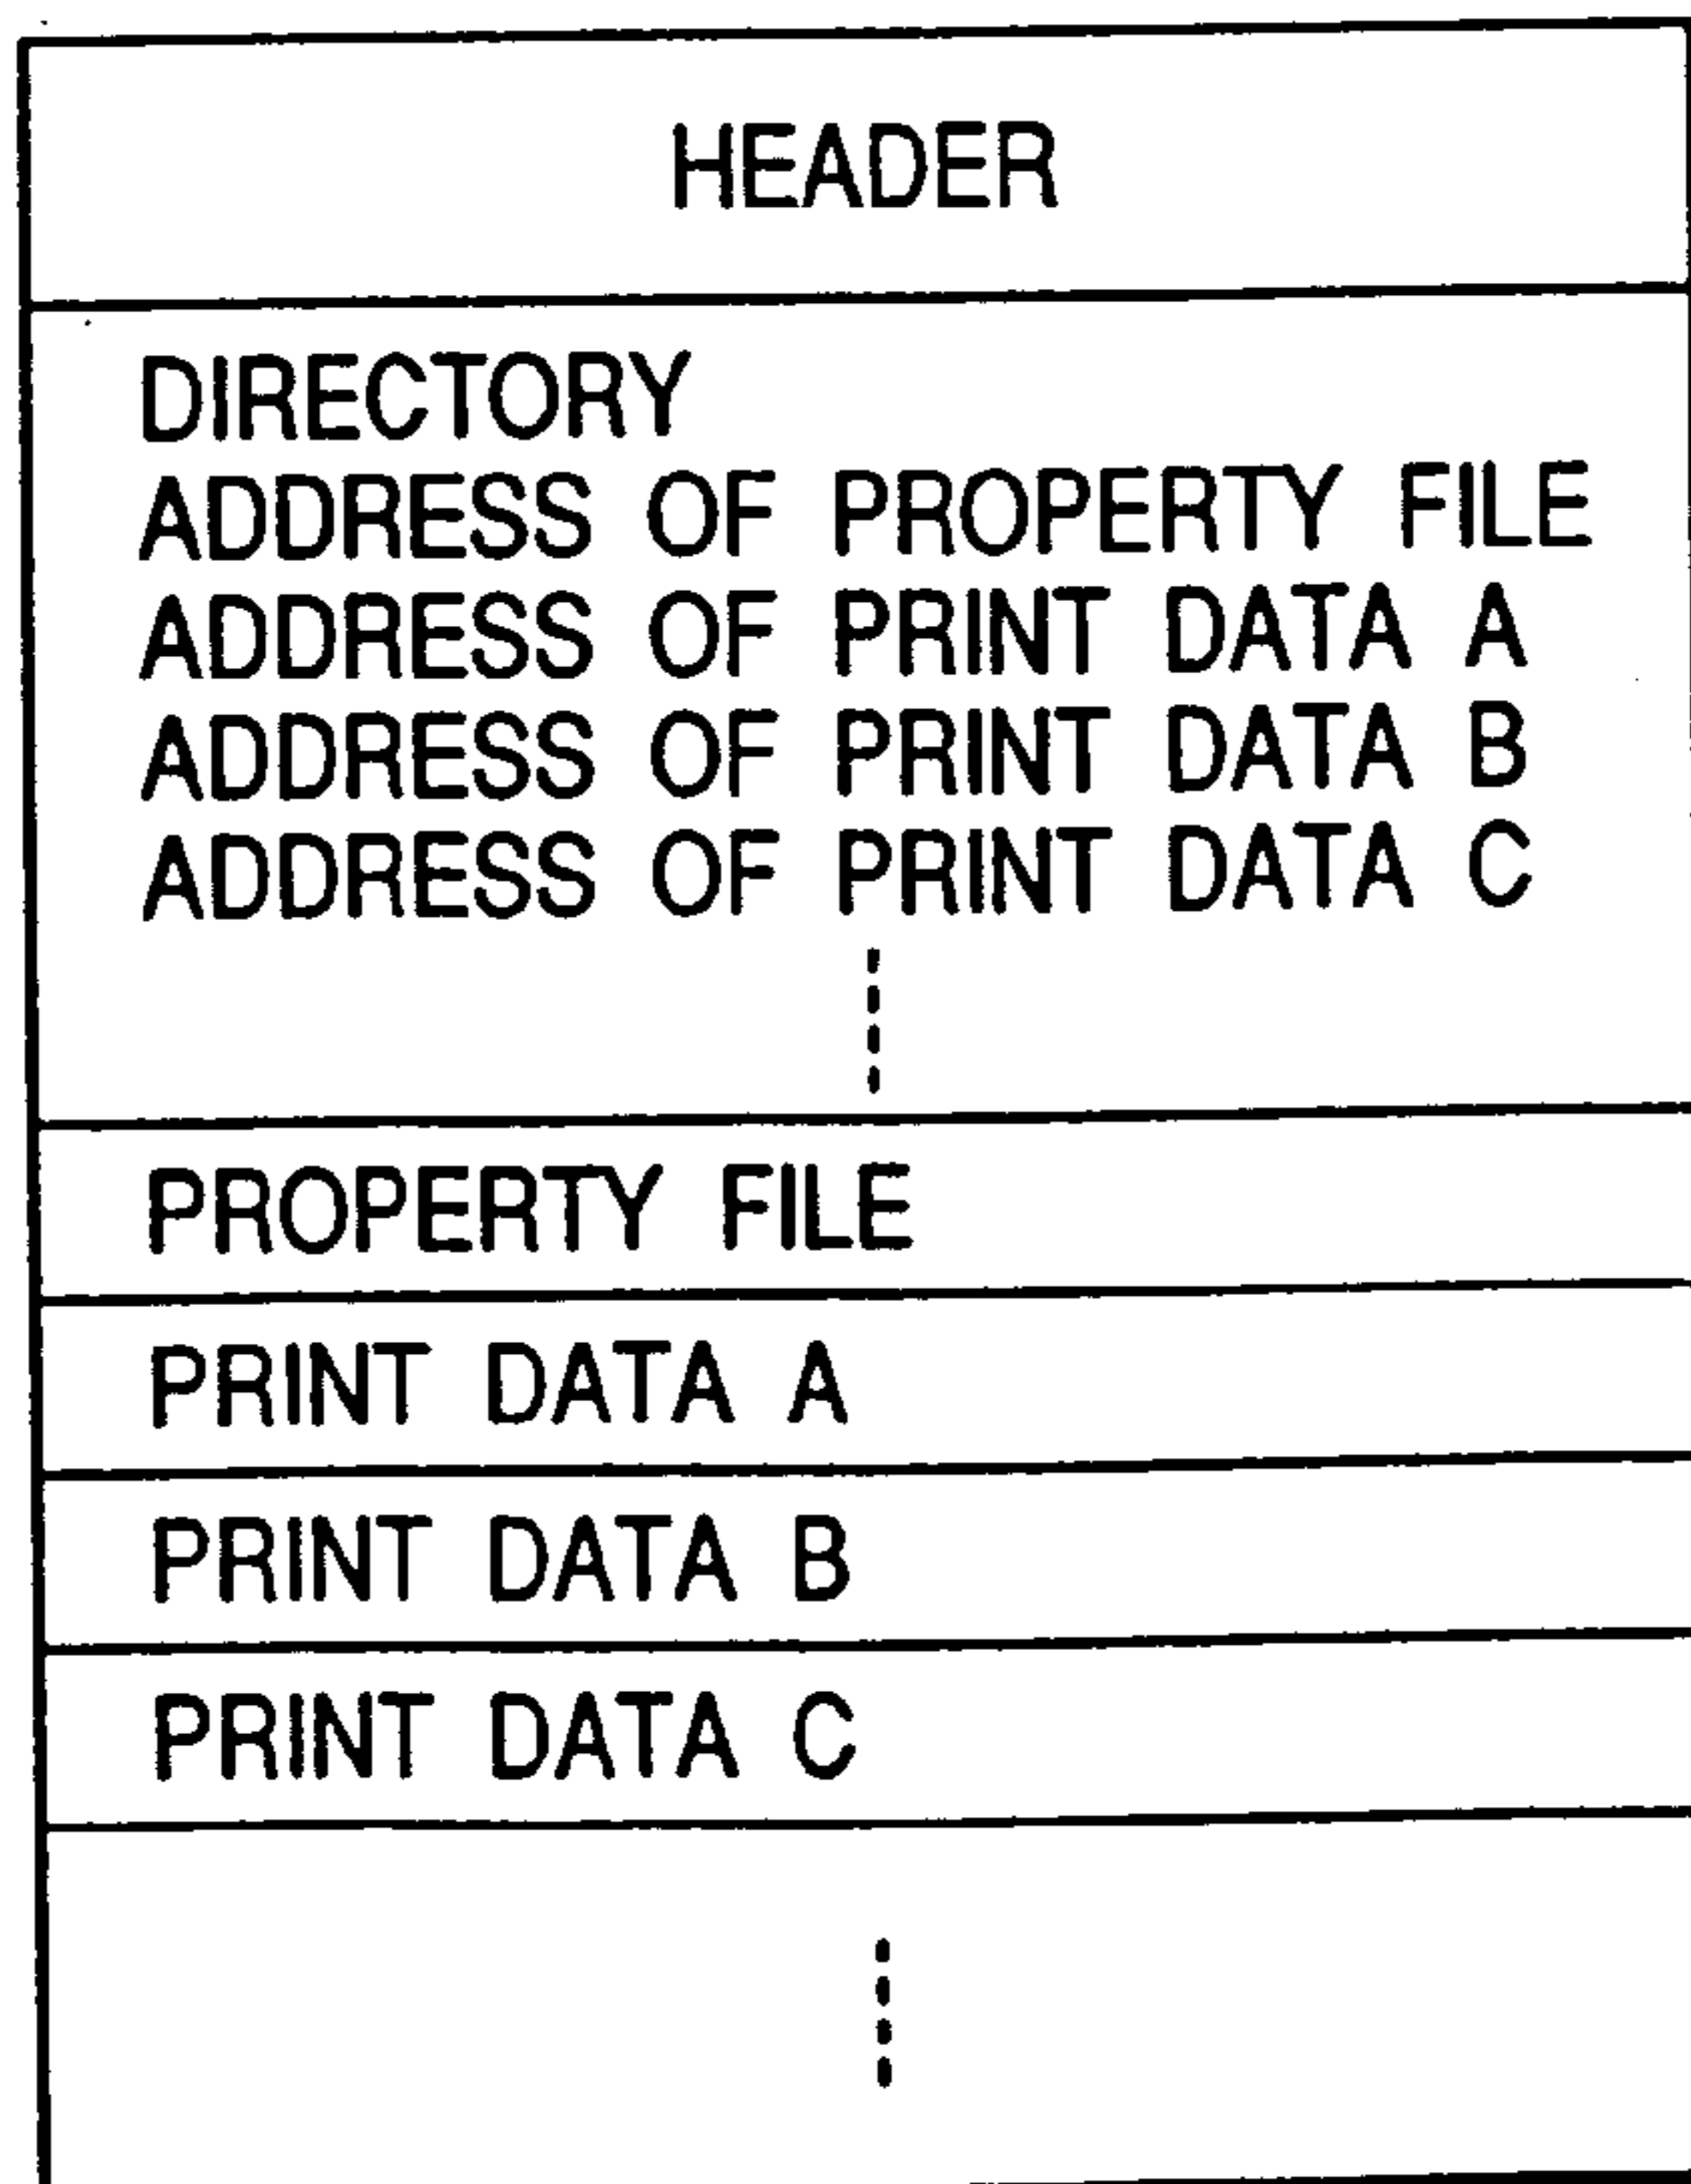 HEADER
DIRECTORY
ADDRESS OF PROPERTY FILE
ADDRESS OF PRINT DATA A
ADDRESS OF PRINT DATA B
ADDRESS OF PRINT DATA C
PROPERTY FILE
PRINT DATA A
PRINT DATA B
PRINT DATA C